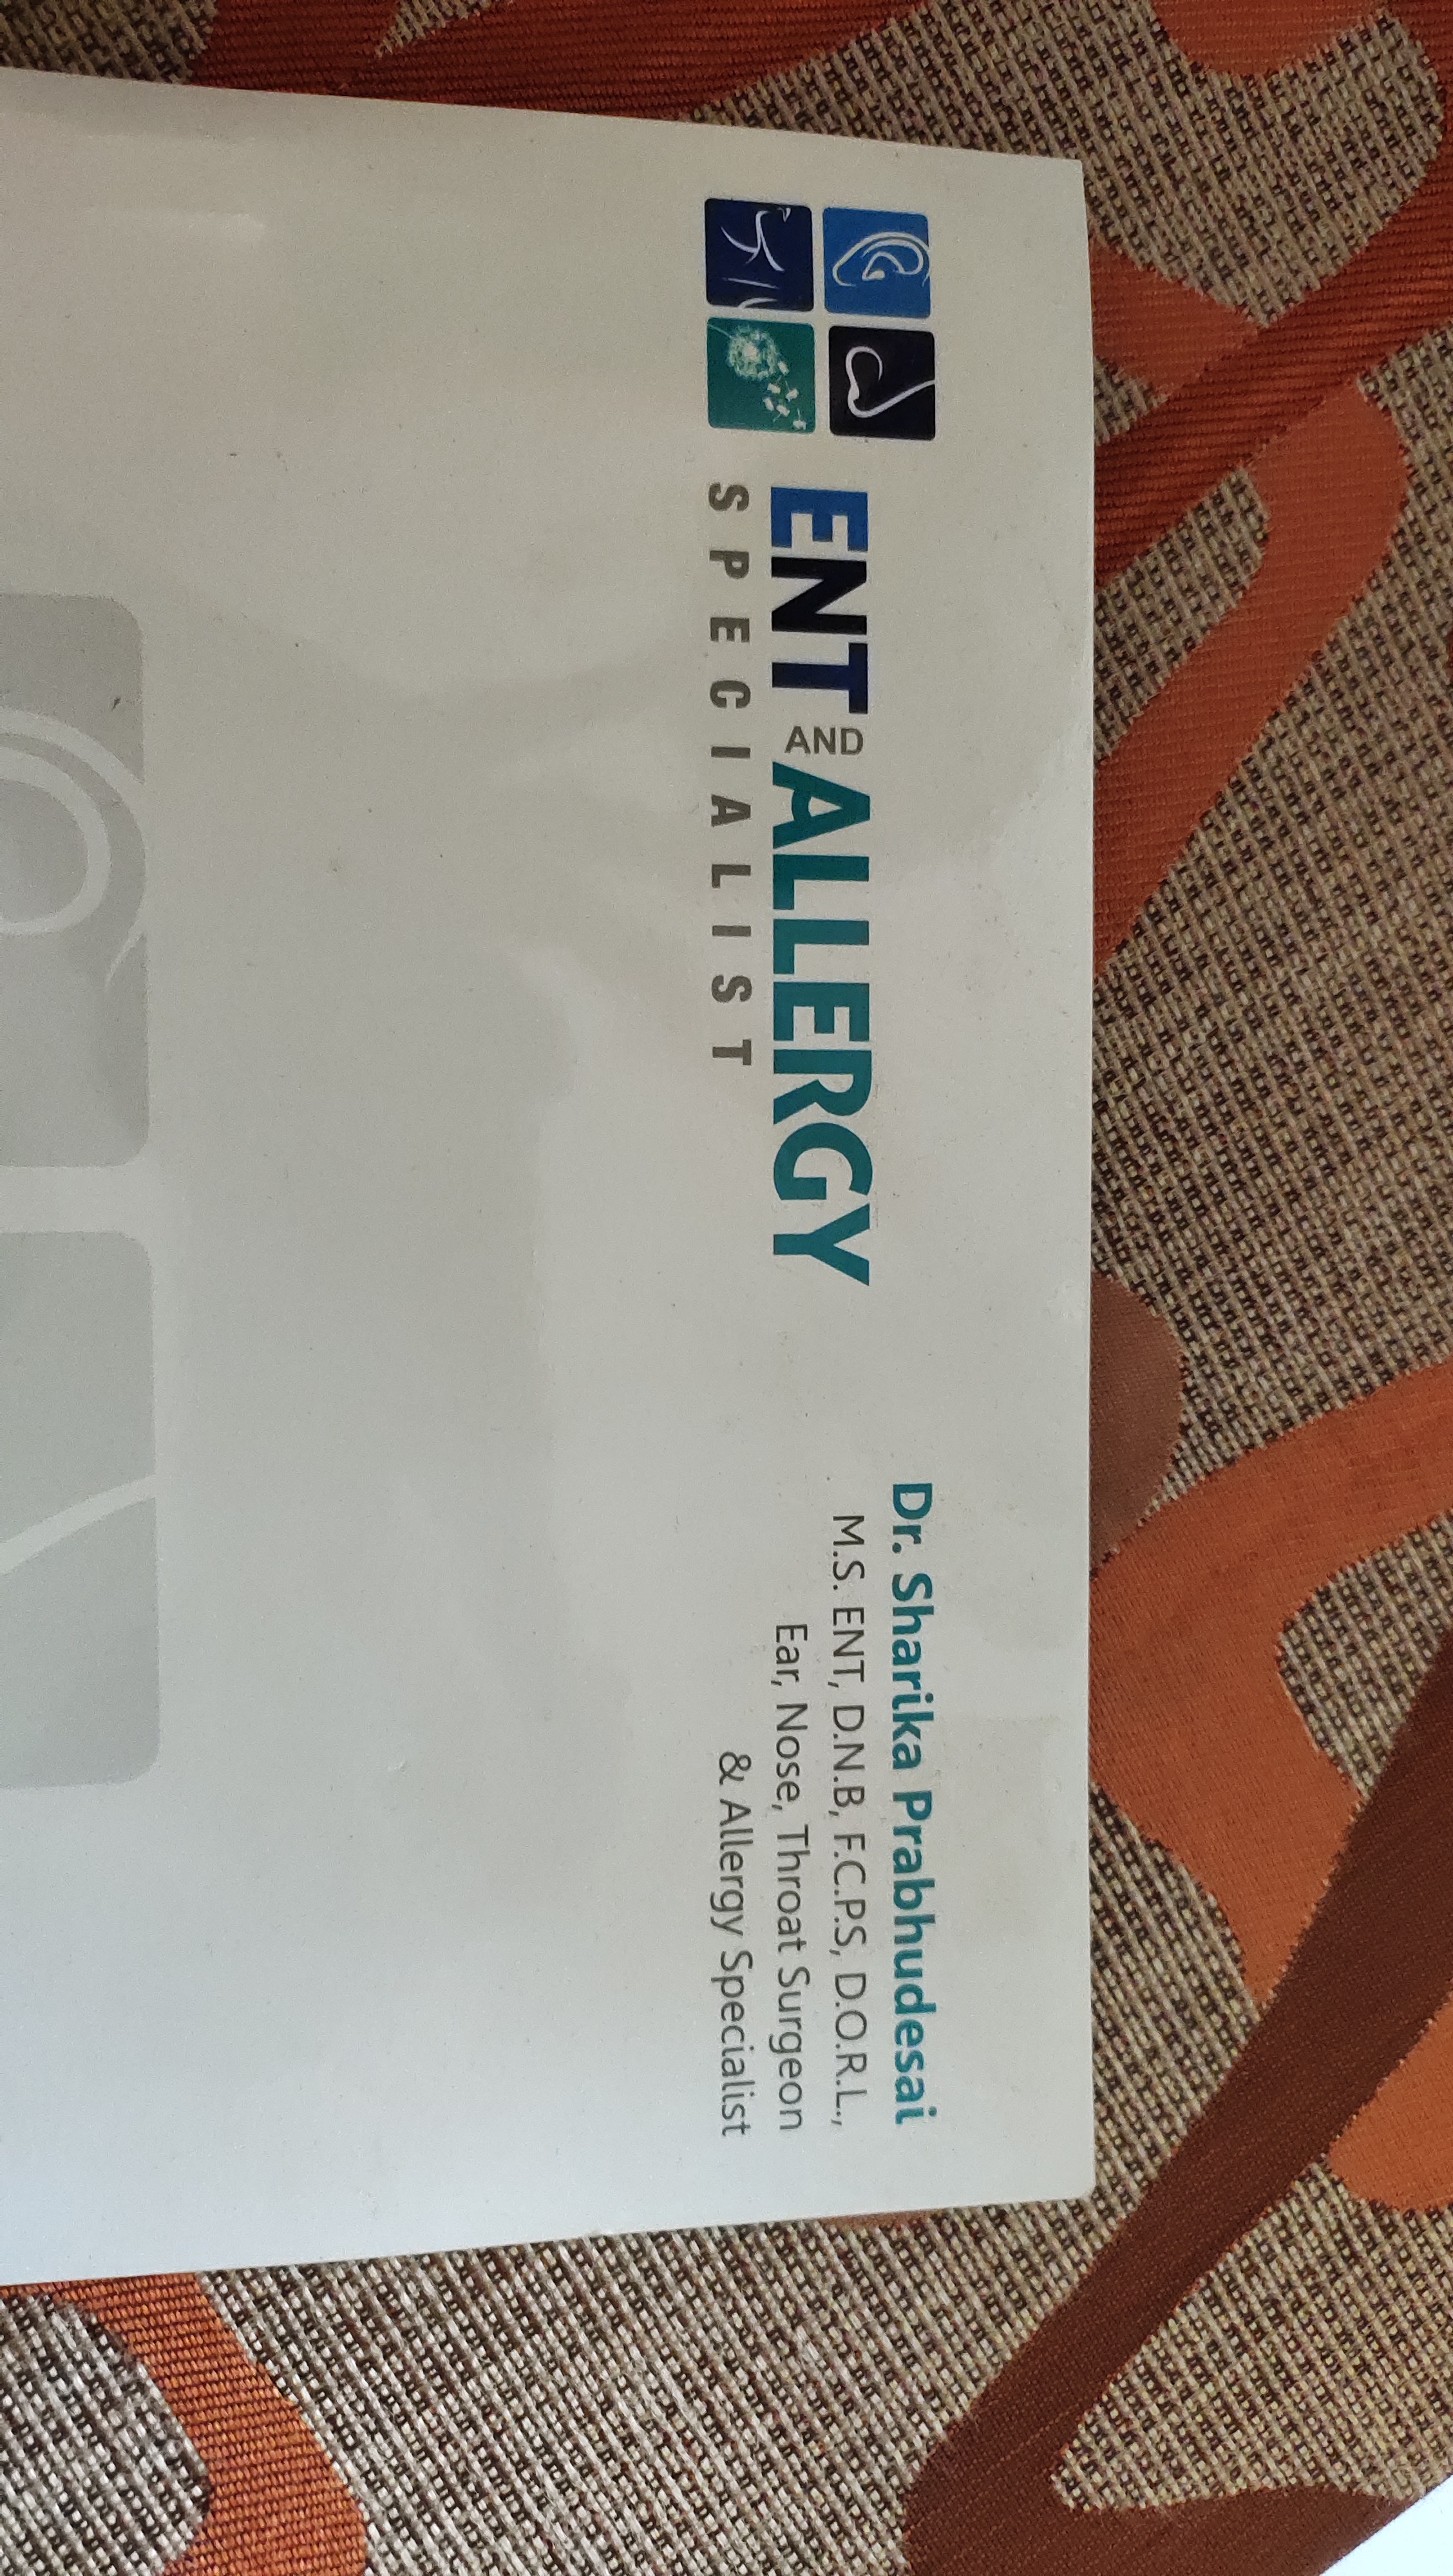 ENT AND ALLERGY
SPECIALIST
Dr. Sharika Prabhudesai
M.S. ENT, D.N.B, F.C.P.S, D.O.R.L.,
Ear, Nose, Throat Surgeon
& Allergy Specialist